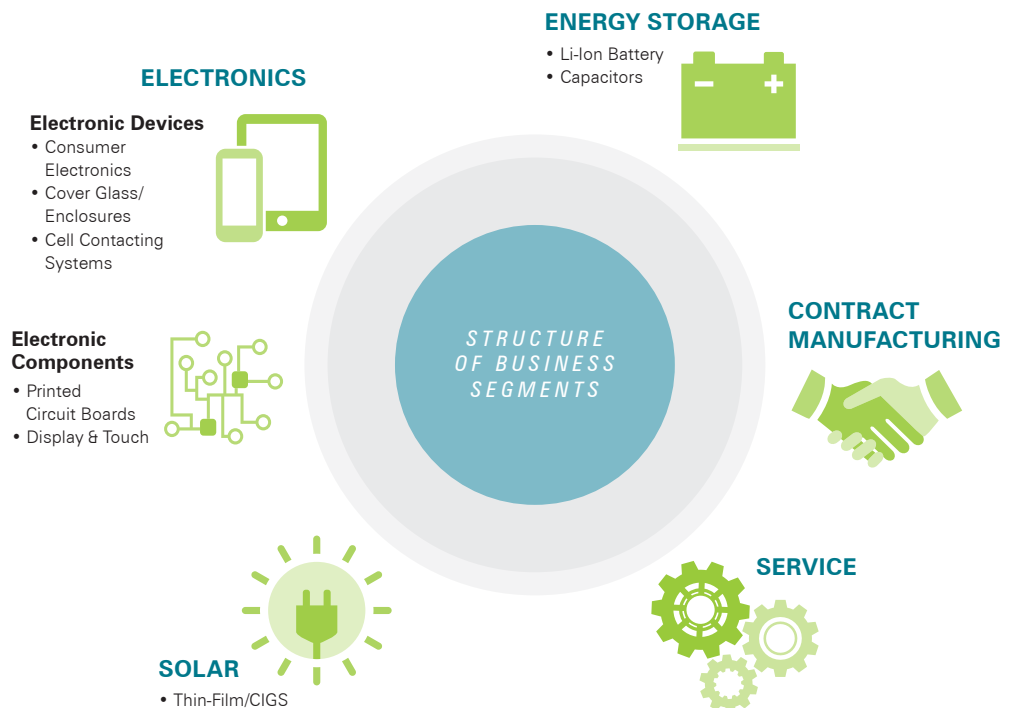 ENERGY STORAGE
• Li-Ion Battery
• Capacitors
ELECTRONICS
Electronic Devices
• Consumer
Electronics
• Cover Glass/
Enclosures
• Cell Contacting
Systems
Electronic
Components
• Printed
Circuit Boards
• Display & Touch
STRUCTURE
OF BUSINESS
SEGMENTS
CONTRACT
MANUFACTURING
SERVICE
SOLAR
• Thin-Film/CIGS